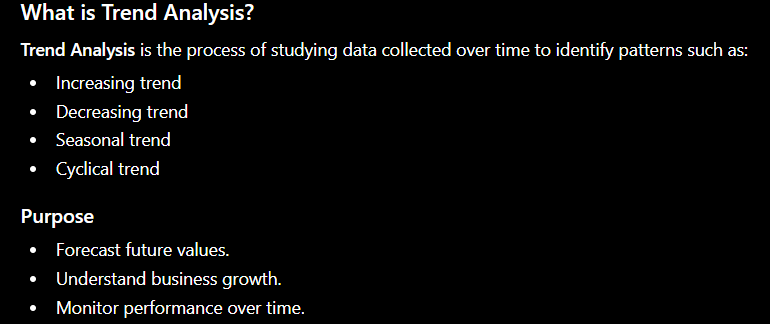 What is Trend Analysis?
Trend Analysis is the process of studying data collected over time to identify patterns such as:
• Increasing trend
• Decreasing trend
• Seasonal trend
• Cyclical trend
Purpose
• Forecast future values.
• Understand business growth.
• Monitor performance over time.